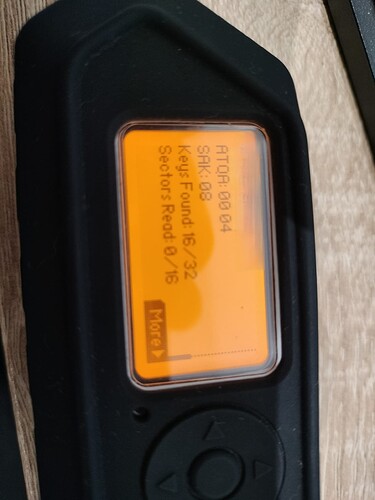 ATQA: 00 04
SAK: 08
Keys Found: 16/32
Sectors Read: 0/16
More